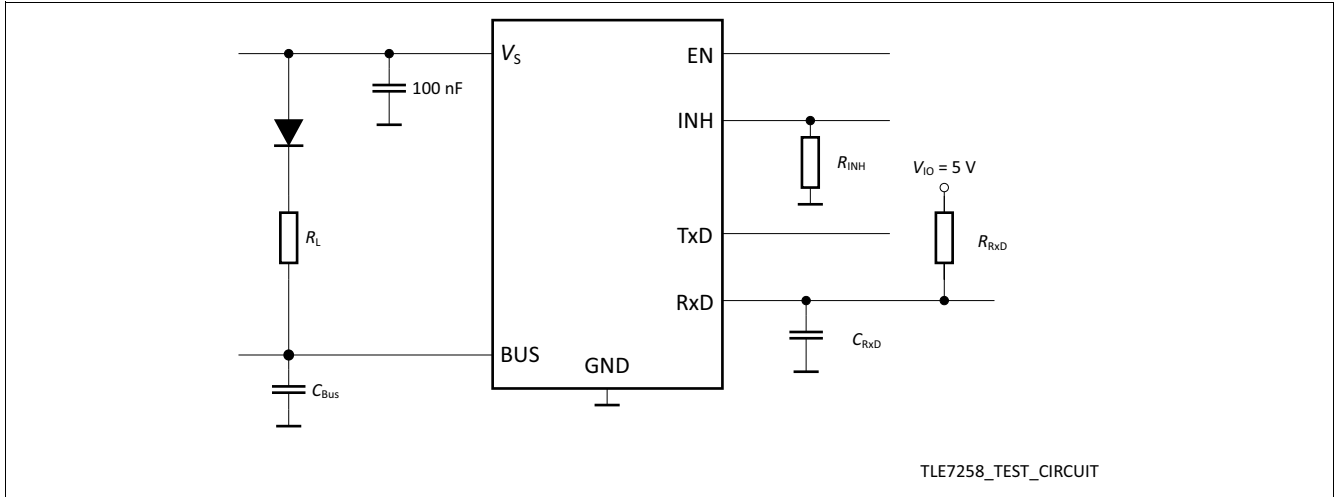 VS
EN
100 nF
INH
RINH
VIO = 5 V
RL
TxD
RRxD
RxD
CRxD
BUS
GND
CBus
TLE7258_TEST_CIRCUIT